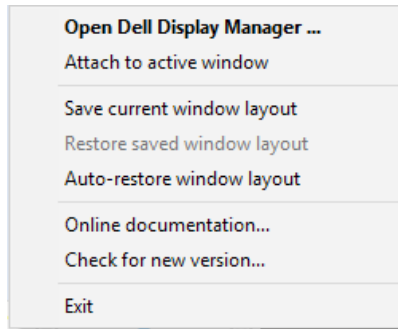 Open Dell Display Manager ...
Attach to active window
Save current window layout
Restore saved window layout
Auto-restore window layout
Online documentation...
Check for new version...
Exit